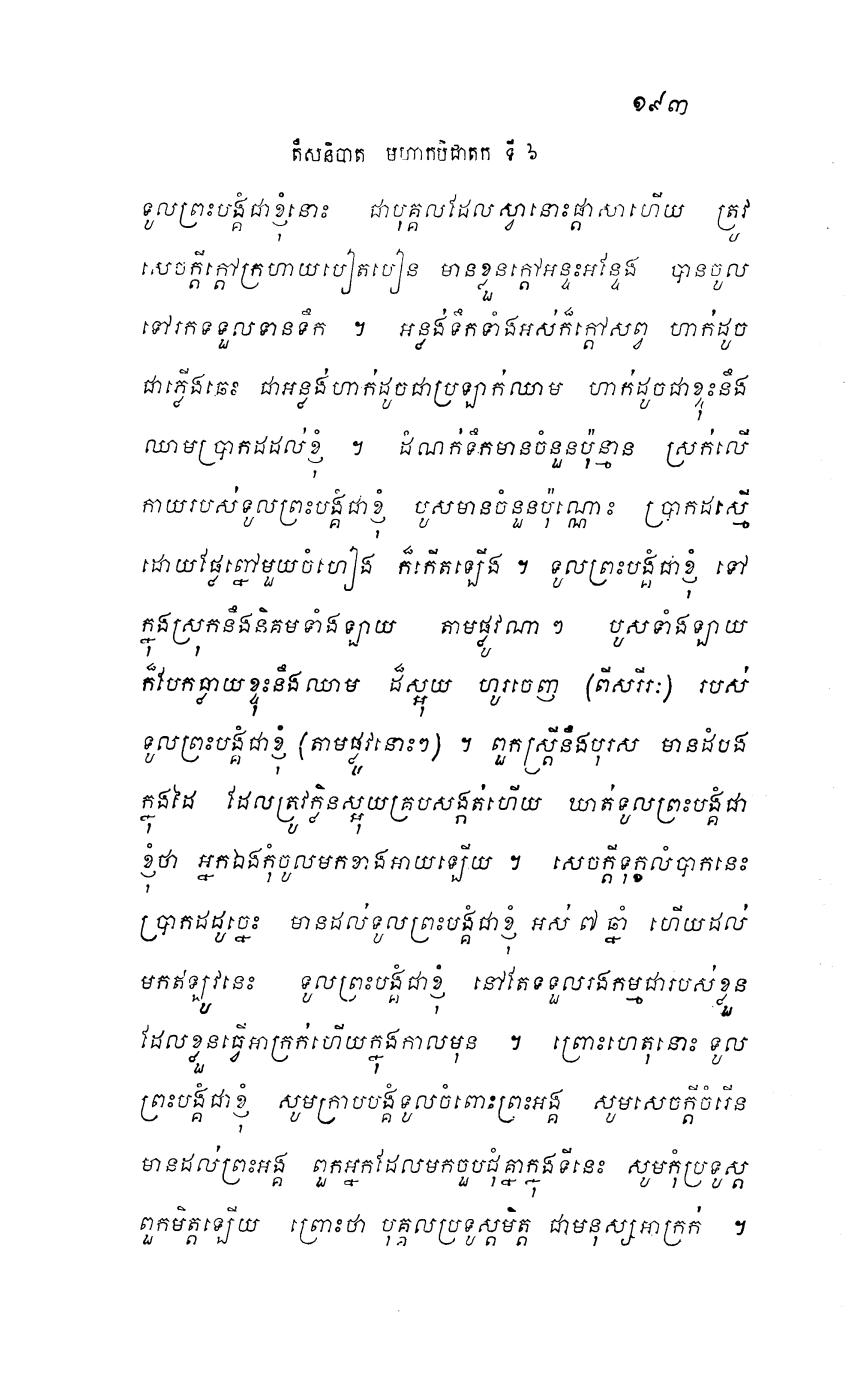 ១៩៣
តឹសនិបាត មហាកបិជាតក ទី ៦
ទូលព្រះបង្គំជាខ្ញុំនោះ ជាបុគ្គលដែលស្វានោះផ្តាសាហើយ ត្រូវ
សេចក្តីក្តៅក្រហាយបៀតបៀន មានខ្លួនក្តៅអន្ទះអន្ទែង បានចូល
ទៅរកទទួលទានទឹក ។ អន្លង់ទឹកទាំងអស់ក៏ក្តៅសព្វ ហាក់ដូច
ជាភ្លើងឆេះ ជាអន្លង់ហាក់ដូចជាប្រឡាក់ឈាម ហាក់ដូចជាខ្ទុះនឹង
ឈាមប្រាកដដល់ខ្ញុំ ។ ដំណក់ទឹកមានចំនួនប៉ុន្មាន ស្រក់លើ
កាយរបស់ទូលព្រះបង្គំជាខ្ញុំ បូសមានចំនួនប៉ុណ្ណោះ ប្រាកដស្មើ
ដោយផ្លែព្នៅមួយចំហៀង ក៏កើតឡើង ។ ទូលព្រះបង្គំជាខ្ញុំ ទៅ
ក្នុងស្រុកនឹងនិគមទាំងឡាយ តាមផ្លូវណា ៗ បូសទាំងឡាយ
ក៏បែកធ្លាយខ្ទុះនឹងឈាម ដ៏ស្អុយ ហូរចេញ (ពីសរីរៈ) របស់
ទូលព្រះបង្គំជាខ្ញុំ (តាមផ្លូវនោះៗ) ។ ពួកស្ត្រីនឹងបុរស មានដំបង
ក្នុងដៃ ដែលត្រូវក្លិនស្អុយគ្របសង្កត់ហើយ ឃាត់ទូលព្រះបង្គំជា
ខ្ញុំថា អ្នកឯងកុំចូលមកខាងអាយឡើយ ។ សេចក្តីទុក្ខលំបាកនេះ
ប្រាកដដូច្នេះ មានដល់ទូលព្រះបង្គំជាខ្ញុំ អស់ ៧ ឆ្នាំ ហើយដល់
មកឥឡូវនេះ ទូលព្រះបង្គំជាខ្ញុំ នៅតែទទួលរងកម្មជារបស់ខ្លួន
ដែលខ្លួនធ្វើអាក្រក់ហើយក្នុងកាលមុន ។ ព្រោះហេតុនោះ ទូល
ព្រះបង្គំជាខ្ញុំ សូមក្រាបបង្គំទូលចំពោះព្រះអង្គ សូមសេចក្តីចំរើន
មានដល់ព្រះអង្គ ពួកអ្នកដែលមកចួបជុំគ្នាក្នុងទីនេះ សូមកុំប្រទូស្ត
ពួកមិត្តឡើយ ព្រោះថា បុគ្គលប្រទូស្តមិត្ត ជាមនុស្សអាក្រក់ ។